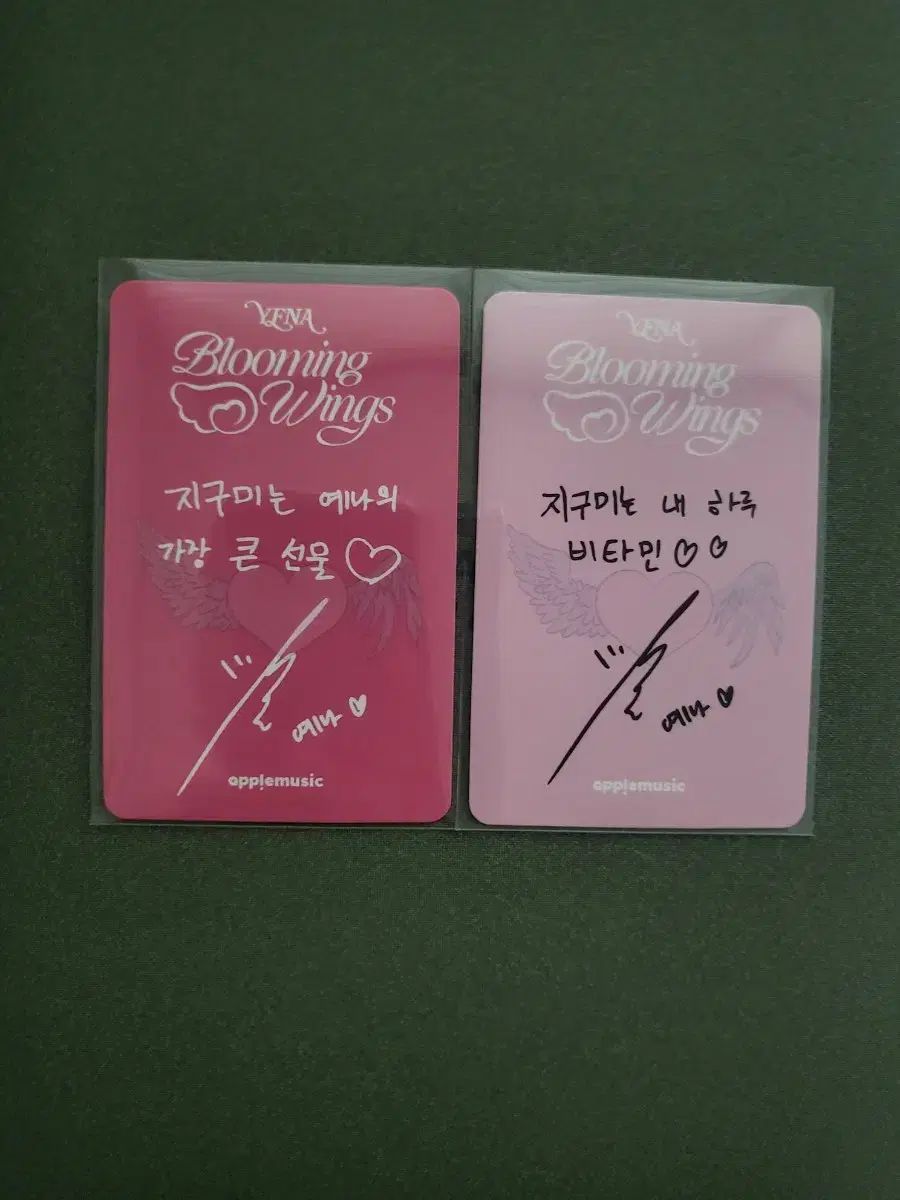 YENA
Blooming
Wings
지구미는 예나의
가장 큰 선물♡
예나♡
applemusic
YENA
Blooming
Wings
지구미는 내 하루
비타민♡♡
예나♡
applemusic